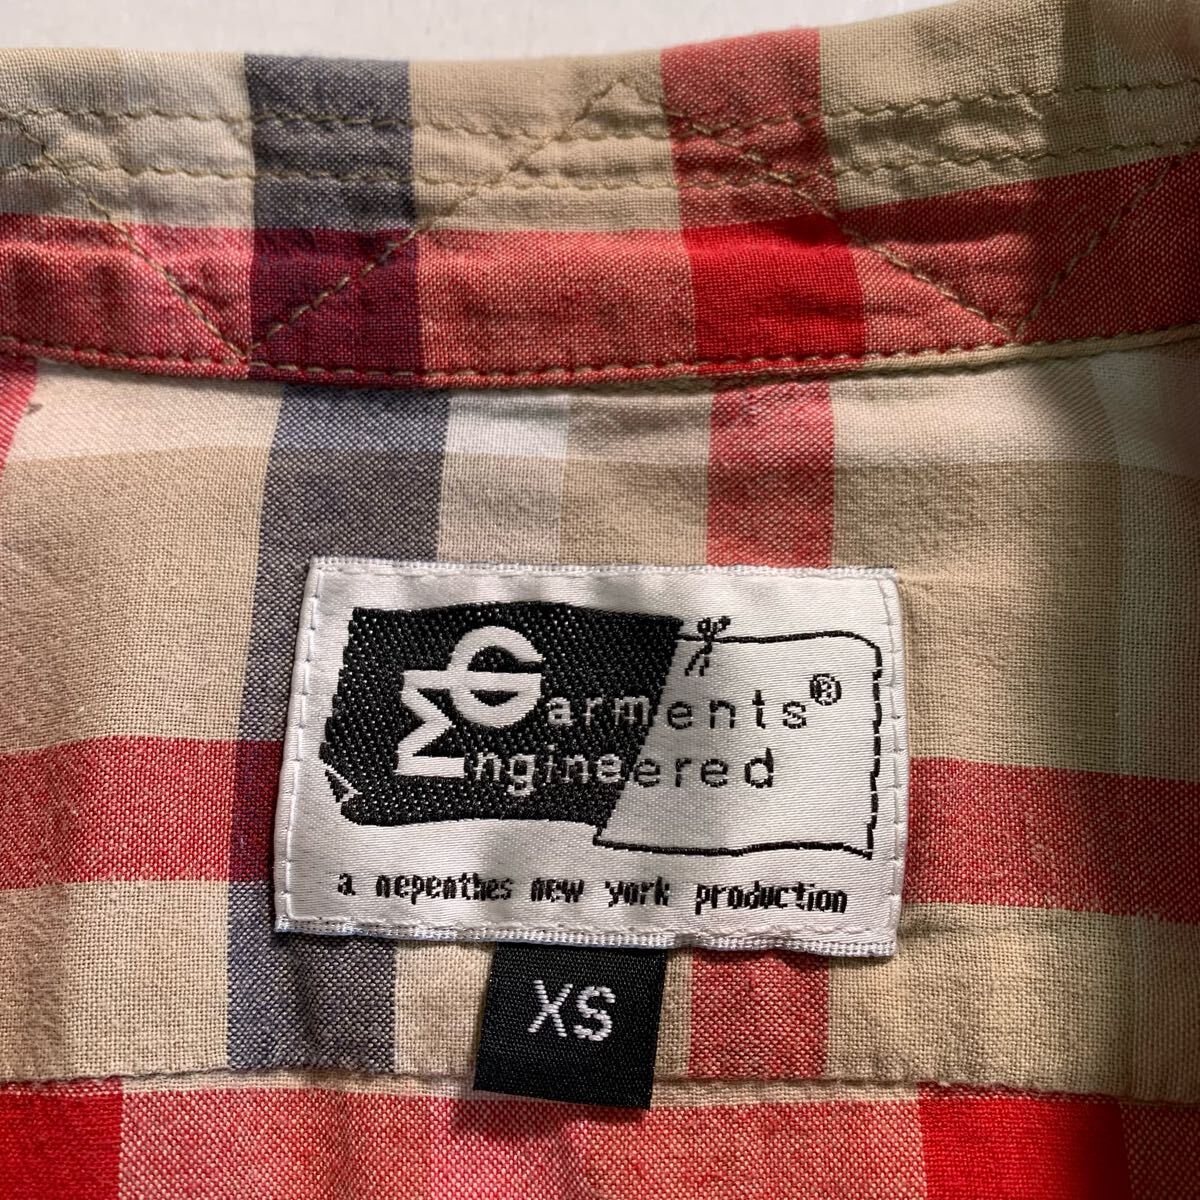 Garments®
Engineered
a nepenthes new york production
XS